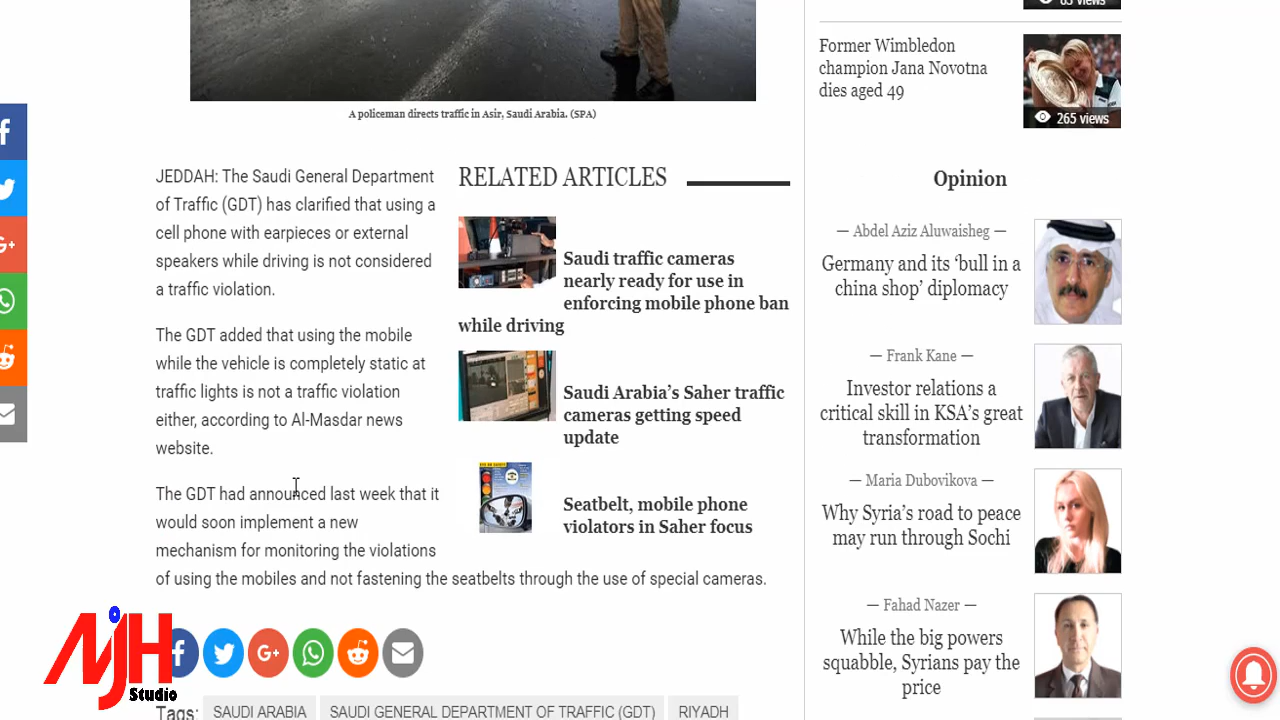 A policeman directs traffic in Asir, Saudi Arabia. (SPA)
JEDDAH: The Saudi General Department
of Traffic (GDT) has clarified that using a
cell phone with earpieces or external
speakers while driving is not considered
a traffic violation.
The GDT added that using the mobile
while the vehicle is completely static at
traffic lights is not a traffic violation
either, according to Al-Masdar news
website.
The GDT had announced last week that it
would soon implement a new
mechanism for monitoring the violations
of using the mobiles and not fastening the seatbelts through the use of special cameras.
RELATED ARTICLES
Saudi traffic cameras
nearly ready for use in
enforcing mobile phone ban
while driving
Saudi Arabia's Saher traffic
cameras getting speed
update
Seatbelt, mobile phone
violators in Saher focus
Tags: SAUDI ARABIA SAUDI GENERAL DEPARTMENT OF TRAFFIC (GDT) RIYADH
NJH
Studio
Former Wimbledon
champion Jana Novotna
dies aged 49
265 views
Opinion
— Abdel Aziz Aluwaisheg —
Germany and its ‘bull in a
china shop’ diplomacy
— Frank Kane —
Investor relations a
critical skill in KSA's great
transformation
— Maria Dubovikova —
Why Syria's road to peace
may run through Sochi
— Fahad Nazer —
While the big powers
squabble, Syrians pay the
price